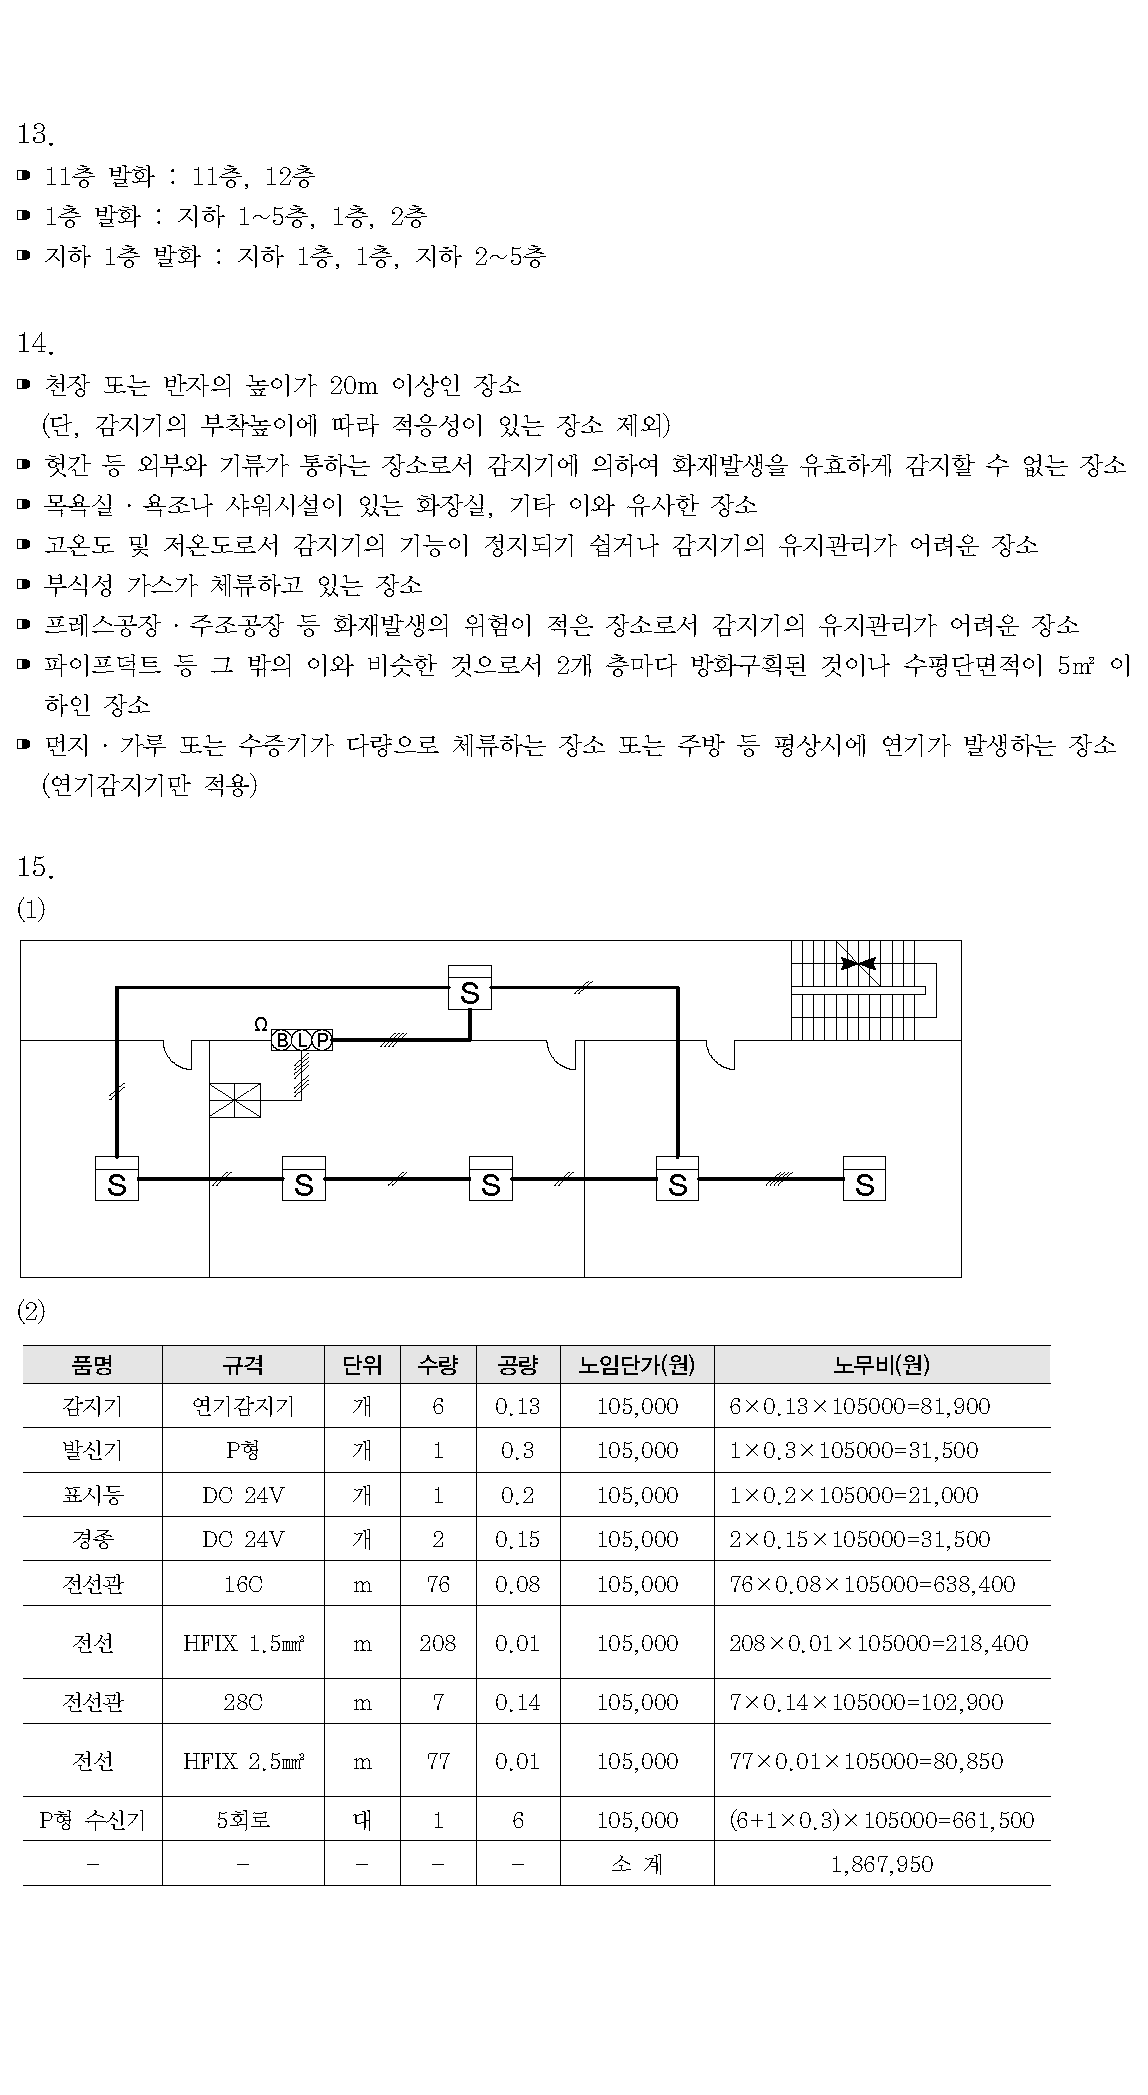 13.
11층 발화 : 11층, 12층
1층 발화 : 지하 1~5층, 1층, 2층
지하 1층 발화 : 지하 1층, 1층, 지하 2~5층
14.
천장 또는 반자의 높이가 20m 이상인 장소
(단, 감지기의 부착높이에 따라 적응성이 있는 장소 제외)
헛간 등 외부와 기류가 통하는 장소로서 감지기에 의하여 화재발생을 유효하게 감지할 수 없는 장소
목욕실·욕조나 샤워시설이 있는 화장실, 기타 이와 유사한 장소
고온도 및 저온도로서 감지기의 기능이 정지되기 쉽거나 감지기의 유지관리가 어려운 장소
부식성 가스가 체류하고 있는 장소
프레스공장·주조공장 등 화재발생의 위험이 적은 장소로서 감지기의 유지관리가 어려운 장소
파이프덕트 등 그 밖의 이와 비슷한 것으로서 2개 층마다 방화구획된 것이나 수평단면적이 5㎡ 이
하인 장소
먼지·가루 또는 수증기가 다량으로 체류하는 장소 또는 주방 등 평상시에 연기가 발생하는 장소
(연기감지기만 적용)
15.
(1)
S
Ω
B L P
S S S S S
(2)
품명 규격 단위 수량 공량 노임단가(원) 노무비(원)
감지기 연기감지기 개 6 0.13 105,000 6×0.13×105000=81,900
발신기 P형 개 1 0.3 105,000 1×0.3×105000=31,500
표시등 DC 24V 개 1 0.2 105,000 1×0.2×105000=21,000
경종 DC 24V 개 2 0.15 105,000 2×0.15×105000=31,500
전선관 16C m 76 0.08 105,000 76×0.08×105000=638,400
전선 HFIX 1.5㎟ m 208 0.01 105,000 208×0.01×105000=218,400
전선관 28C m 7 0.14 105,000 7×0.14×105000=102,900
전선 HFIX 2.5㎟ m 77 0.01 105,000 77×0.01×105000=80,850
P형 수신기 5회로 대 1 6 105,000 (6+1×0.3)×105000=661,500
- - - - - 소 계 1,867,950